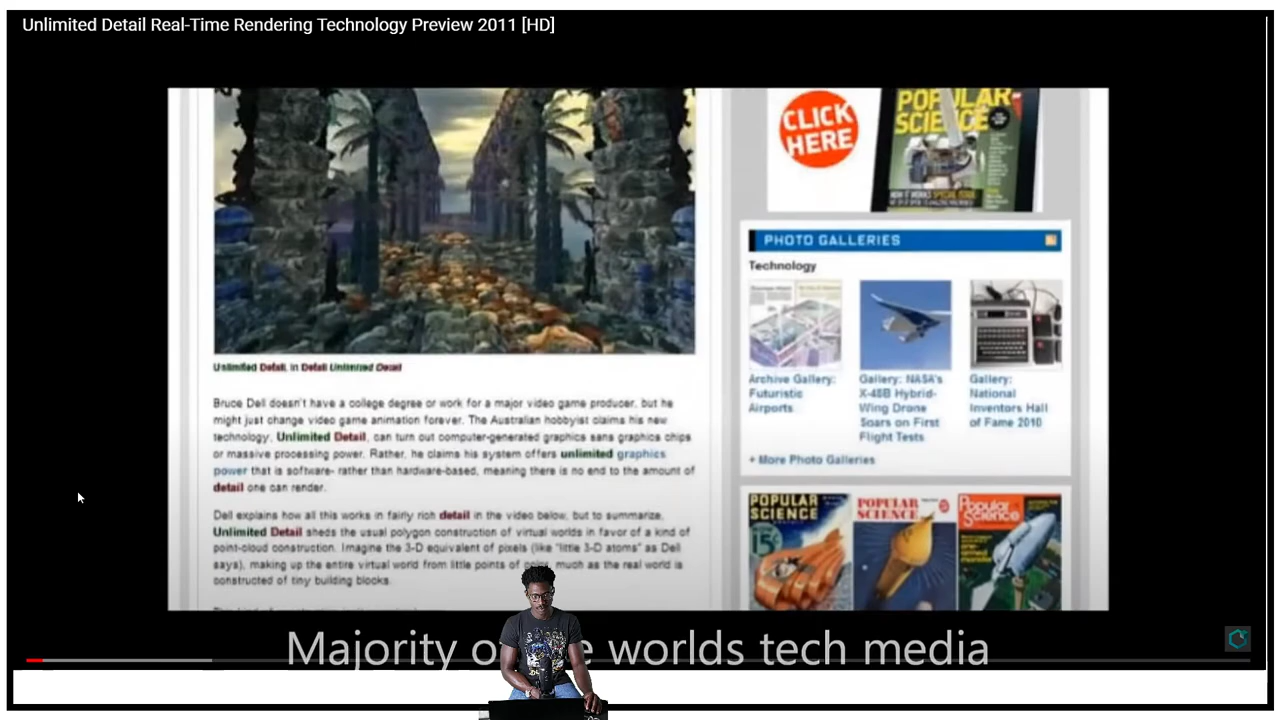 Unlimited Detail Real-Time Rendering Technology Preview 2011 [HD]
CLICK
HERE
POPULAR
SCIENCE
PHOTO GALLERIES
Technology
Archive Gallery:
Futuristic
Airports
Gallery: NASA's
X-48B Hybrid-
Wing Drone
Soars on First
Flight Tests
Gallery:
National
Inventors Hall
of Fame 2010
+ More Photo Galleries
POPULAR
SCIENCE
15¢
POPULAR
SCIENCE
Popular
Science
Unlimited Detail, in Detail Unlimited Detail
Bruce Dell doesn't have a college degree or work for a major video game producer, but he
might just change video game animation forever. The Australian hobbyist claims his new
technology, Unlimited Detail, can turn out computer-generated graphics sans graphics chips
or massive processing power. Rather, he claims his system offers unlimited graphics
power that is software- rather than hardware-based, meaning there is no end to the amount of
detail one can render.
Dell explains how all this works in fairly rich detail in the video below, but to summarize,
Unlimited Detail sheds the usual polygon construction of virtual worlds in favor of a kind of
point-cloud construction. Imagine the 3-D equivalent of pixels (like "little 3-D atoms" as Dell
says), making up the entire virtual world from little points of much as the real world is
constructed of tiny building blocks.
Majority worlds tech media